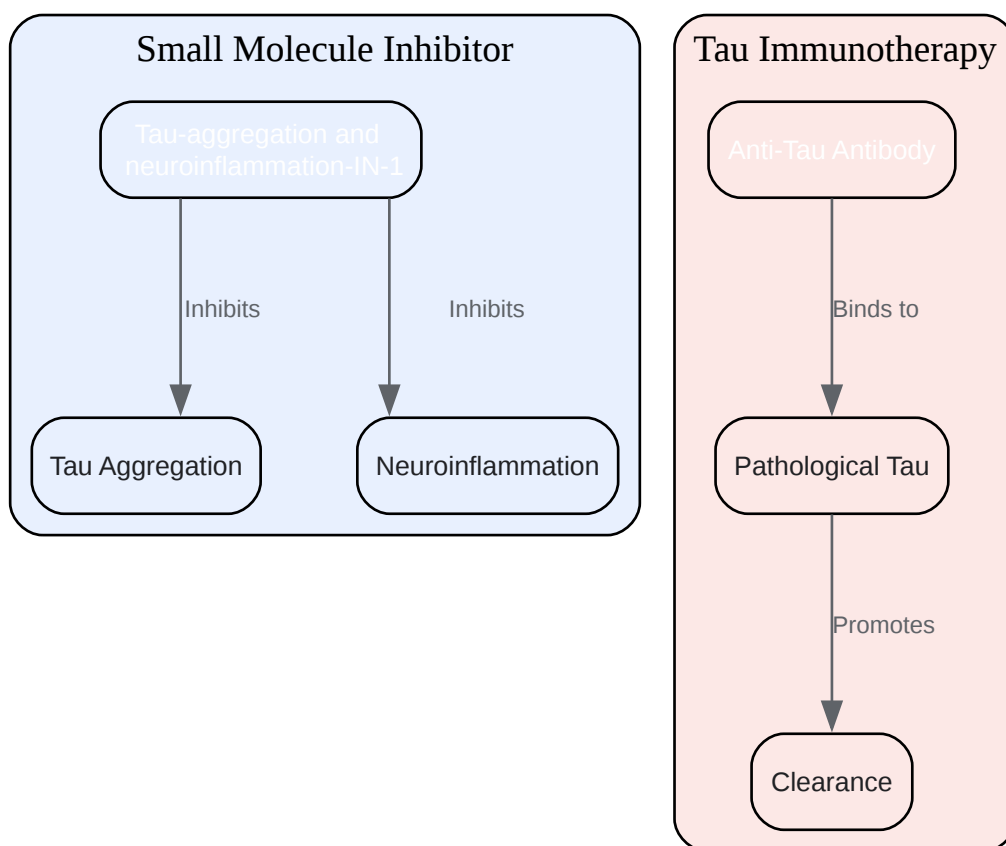 Small Molecule Inhibitor
Tau-aggregation and
neuroinflammation-IN-1
Inhibits
Inhibits
Tau Aggregation
Neuroinflammation
Tau Immunotherapy
Anti-Tau Antibody
Binds to
Pathological Tau
Promotes
Clearance